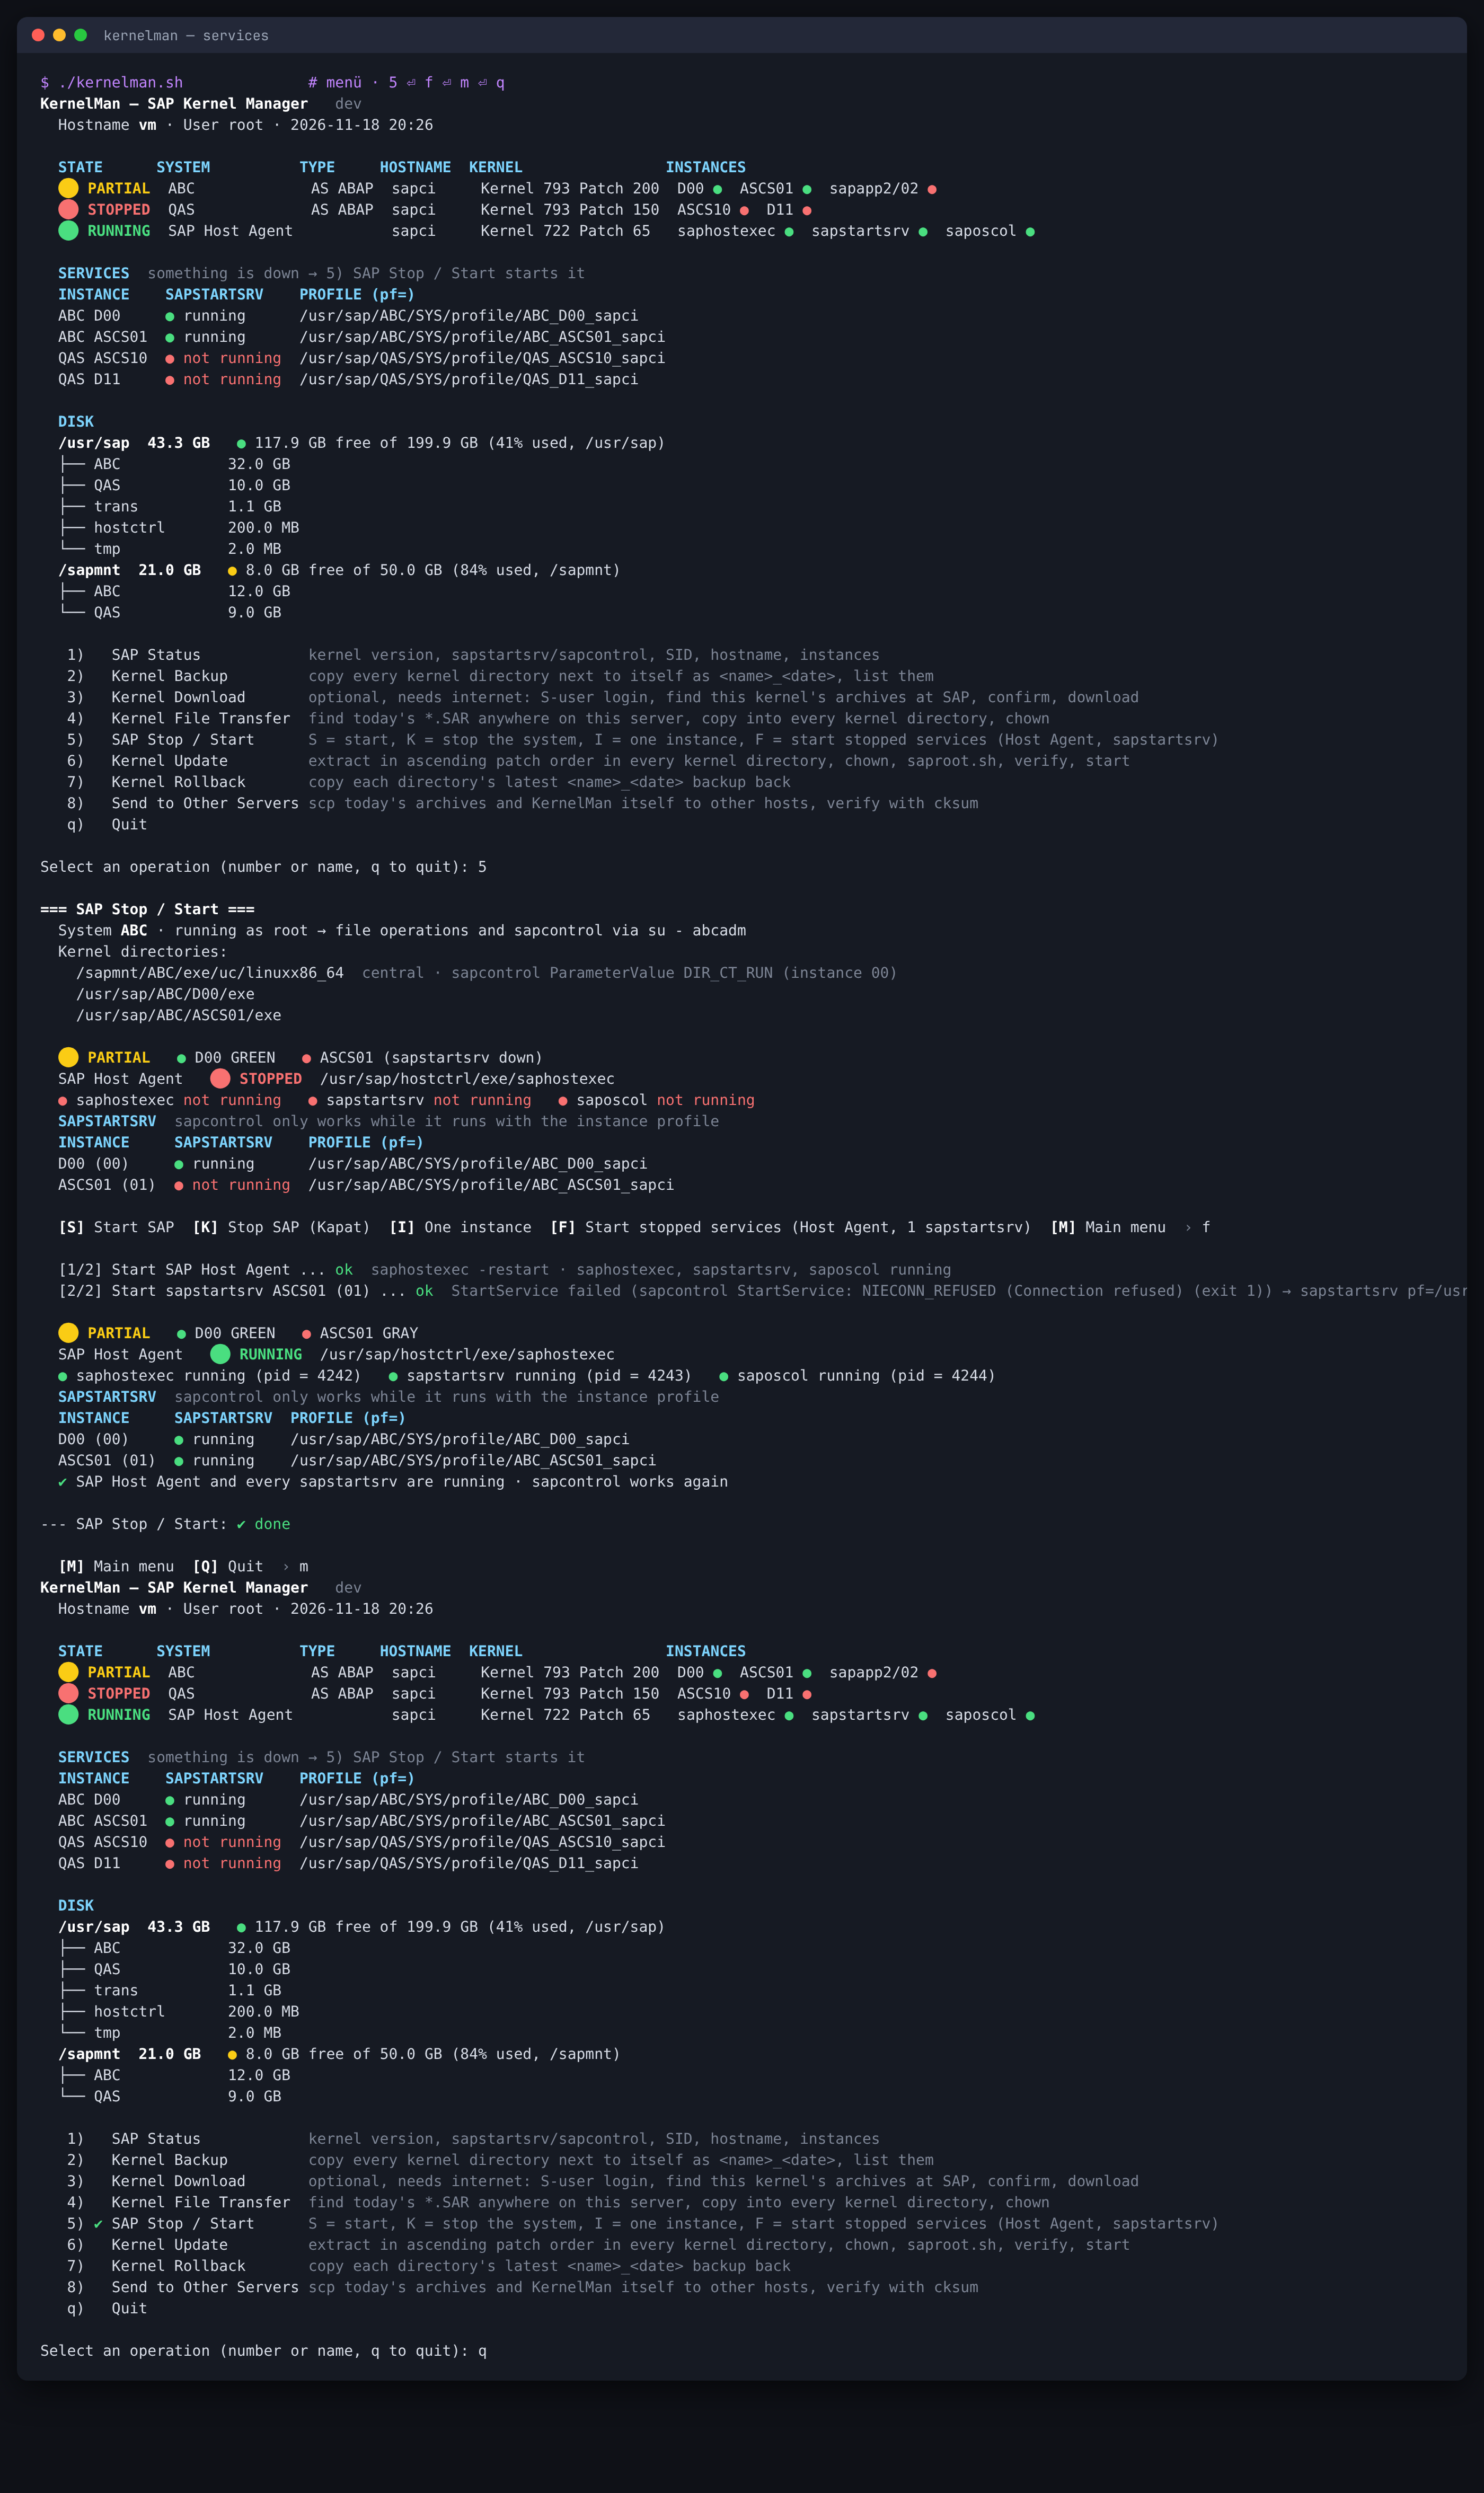 kernelman — services
$ ./kernelman.sh              # menü · 5 ⏎ f ⏎ m ⏎ q
KernelMan — SAP Kernel Manager   dev
  Hostname vm · User root · 2026-11-18 20:26
  STATE      SYSTEM          TYPE     HOSTNAME  KERNEL                INSTANCES
  ● PARTIAL  ABC             AS ABAP  sapci     Kernel 793 Patch 200  D00 ●  ASCS01 ●  sapapp2/02 ●
  ● STOPPED  QAS             AS ABAP  sapci     Kernel 793 Patch 150  ASCS10 ●  D11 ●
  ● RUNNING  SAP Host Agent           sapci     Kernel 722 Patch 65   saphostexec ●  sapstartsrv ●  saposcol ●
  SERVICES  something is down → 5) SAP Stop / Start starts it
  INSTANCE    SAPSTARTSRV    PROFILE (pf=)
  ABC D00     ● running      /usr/sap/ABC/SYS/profile/ABC_D00_sapci
  ABC ASCS01  ● running      /usr/sap/ABC/SYS/profile/ABC_ASCS01_sapci
  QAS ASCS10  ● not running  /usr/sap/QAS/SYS/profile/QAS_ASCS10_sapci
  QAS D11     ● not running  /usr/sap/QAS/SYS/profile/QAS_D11_sapci
  DISK
  /usr/sap  43.3 GB   ● 117.9 GB free of 199.9 GB (41% used, /usr/sap)
  ├── ABC            32.0 GB
  ├── QAS            10.0 GB
  ├── trans          1.1 GB
  ├── hostctrl       200.0 MB
  └── tmp            2.0 MB
  /sapmnt  21.0 GB   ● 8.0 GB free of 50.0 GB (84% used, /sapmnt)
  ├── ABC            12.0 GB
  └── QAS            9.0 GB
   1)   SAP Status            kernel version, sapstartsrv/sapcontrol, SID, hostname, instances
   2)   Kernel Backup         copy every kernel directory next to itself as <name>_<date>, list them
   3)   Kernel Download       optional, needs internet: S-user login, find this kernel's archives at SAP, confirm, download
   4)   Kernel File Transfer  find today's *.SAR anywhere on this server, copy into every kernel directory, chown
   5)   SAP Stop / Start      S = start, K = stop the system, I = one instance, F = start stopped services (Host Agent, sapstartsrv)
   6)   Kernel Update         extract in ascending patch order in every kernel directory, chown, saproot.sh, verify, start
   7)   Kernel Rollback       copy each directory's latest <name>_<date> backup back
   8)   Send to Other Servers scp today's archives and KernelMan itself to other hosts, verify with cksum
   q)   Quit
Select an operation (number or name, q to quit): 5
=== SAP Stop / Start ===
  System ABC · running as root → file operations and sapcontrol via su - abcadm
  Kernel directories:
    /sapmnt/ABC/exe/uc/linuxx86_64  central · sapcontrol ParameterValue DIR_CT_RUN (instance 00)
    /usr/sap/ABC/D00/exe
    /usr/sap/ABC/ASCS01/exe
  ● PARTIAL   ● D00 GREEN   ● ASCS01 (sapstartsrv down)
  SAP Host Agent   ● STOPPED  /usr/sap/hostctrl/exe/saphostexec
  ● saphostexec not running   ● sapstartsrv not running   ● saposcol not running
  SAPSTARTSRV  sapcontrol only works while it runs with the instance profile
  INSTANCE     SAPSTARTSRV    PROFILE (pf=)
  D00 (00)     ● running      /usr/sap/ABC/SYS/profile/ABC_D00_sapci
  ASCS01 (01)  ● not running  /usr/sap/ABC/SYS/profile/ABC_ASCS01_sapci
  [S] Start SAP  [K] Stop SAP (Kapat)  [I] One instance  [F] Start stopped services (Host Agent, 1 sapstartsrv)  [M] Main menu  › f
  [1/2] Start SAP Host Agent ... ok  saphostexec -restart · saphostexec, sapstartsrv, saposcol running
  [2/2] Start sapstartsrv ASCS01 (01) ... ok  StartService failed (sapcontrol StartService: NIECONN_REFUSED (Connection refused) (exit 1)) → sapstartsrv pf=/usr
  ● PARTIAL   ● D00 GREEN   ● ASCS01 GRAY
  SAP Host Agent   ● RUNNING  /usr/sap/hostctrl/exe/saphostexec
  ● saphostexec running (pid = 4242)   ● sapstartsrv running (pid = 4243)   ● saposcol running (pid = 4244)
  SAPSTARTSRV  sapcontrol only works while it runs with the instance profile
  INSTANCE     SAPSTARTSRV  PROFILE (pf=)
  D00 (00)     ● running    /usr/sap/ABC/SYS/profile/ABC_D00_sapci
  ASCS01 (01)  ● running    /usr/sap/ABC/SYS/profile/ABC_ASCS01_sapci
  ✔ SAP Host Agent and every sapstartsrv are running · sapcontrol works again
--- SAP Stop / Start: ✔ done
  [M] Main menu  [Q] Quit  › m
KernelMan — SAP Kernel Manager   dev
  Hostname vm · User root · 2026-11-18 20:26
  STATE      SYSTEM          TYPE     HOSTNAME  KERNEL                INSTANCES
  ● PARTIAL  ABC             AS ABAP  sapci     Kernel 793 Patch 200  D00 ●  ASCS01 ●  sapapp2/02 ●
  ● STOPPED  QAS             AS ABAP  sapci     Kernel 793 Patch 150  ASCS10 ●  D11 ●
  ● RUNNING  SAP Host Agent           sapci     Kernel 722 Patch 65   saphostexec ●  sapstartsrv ●  saposcol ●
  SERVICES  something is down → 5) SAP Stop / Start starts it
  INSTANCE    SAPSTARTSRV    PROFILE (pf=)
  ABC D00     ● running      /usr/sap/ABC/SYS/profile/ABC_D00_sapci
  ABC ASCS01  ● running      /usr/sap/ABC/SYS/profile/ABC_ASCS01_sapci
  QAS ASCS10  ● not running  /usr/sap/QAS/SYS/profile/QAS_ASCS10_sapci
  QAS D11     ● not running  /usr/sap/QAS/SYS/profile/QAS_D11_sapci
  DISK
  /usr/sap  43.3 GB   ● 117.9 GB free of 199.9 GB (41% used, /usr/sap)
  ├── ABC            32.0 GB
  ├── QAS            10.0 GB
  ├── trans          1.1 GB
  ├── hostctrl       200.0 MB
  └── tmp            2.0 MB
  /sapmnt  21.0 GB   ● 8.0 GB free of 50.0 GB (84% used, /sapmnt)
  ├── ABC            12.0 GB
  └── QAS            9.0 GB
   1)   SAP Status            kernel version, sapstartsrv/sapcontrol, SID, hostname, instances
   2)   Kernel Backup         copy every kernel directory next to itself as <name>_<date>, list them
   3)   Kernel Download       optional, needs internet: S-user login, find this kernel's archives at SAP, confirm, download
   4)   Kernel File Transfer  find today's *.SAR anywhere on this server, copy into every kernel directory, chown
   5) ✔ SAP Stop / Start      S = start, K = stop the system, I = one instance, F = start stopped services (Host Agent, sapstartsrv)
   6)   Kernel Update         extract in ascending patch order in every kernel directory, chown, saproot.sh, verify, start
   7)   Kernel Rollback       copy each directory's latest <name>_<date> backup back
   8)   Send to Other Servers scp today's archives and KernelMan itself to other hosts, verify with cksum
   q)   Quit
Select an operation (number or name, q to quit): q